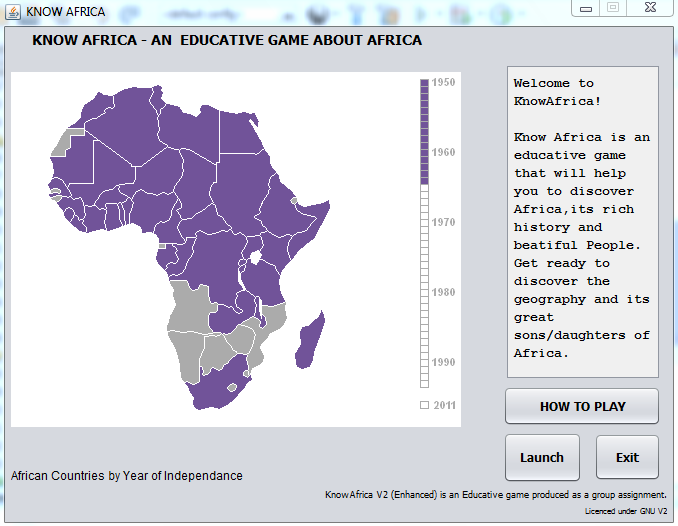 KNOW AFRICA
KNOW AFRICA - AN EDUCATIVE GAME ABOUT AFRICA
1950
1960
1970
1980
1990
2011
Welcome to
KnowAfrica!
Know Africa is an
educative game
that will help
you to discover
Africa,its rich
history and
beatiful People.
Get ready to
discover the
geography and its
great
sons/daughters of
Africa.
HOW TO PLAY
Launch
Exit
African Countries by Year of Independance
KnowAfrica V2 (Enhanced) is an Educative game produced as a group assignment.
Licenced under GNU V2